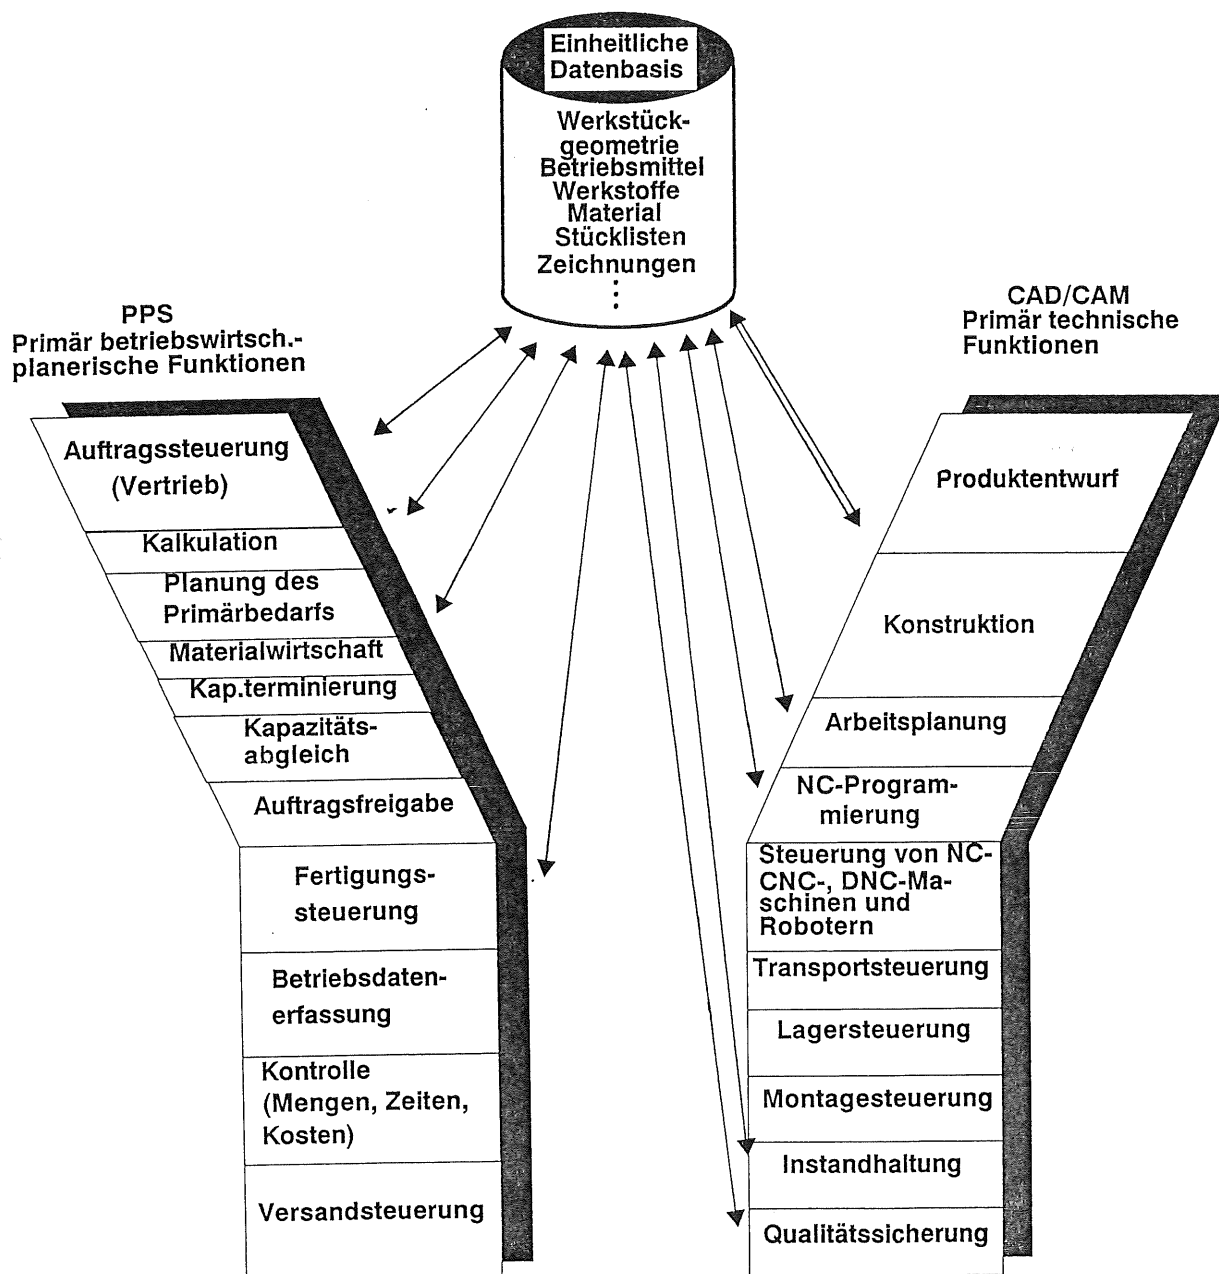 Einheitliche
Datenbasis
Werkstück-
geometrie
Betriebsmittel
Werkstoffe
Material
Stücklisten
Zeichnungen
PPS
Primär betriebswirtsch.-
planerische Funktionen
CAD/CAM
Primär technische
Funktionen
Auftragssteuerung
(Vertrieb)
Kalkulation
Planung des
Primärbedarfs
Materialwirtschaft
Kap.terminierung
Kapazitäts-
abgleich
Auftragsfreigabe
Fertigungs-
steuerung
Betriebsdaten-
erfassung
Kontrolle
(Mengen, Zeiten,
Kosten)
Versandsteuerung
Produktentwurf
Konstruktion
Arbeitsplanung
NC-Program-
mierung
Steuerung von NC-
CNC-, DNC-Ma-
schinen und
Robotern
Transportsteuerung
Lagersteuerung
Montagesteuerung
Instandhaltung
Qualitätssicherung